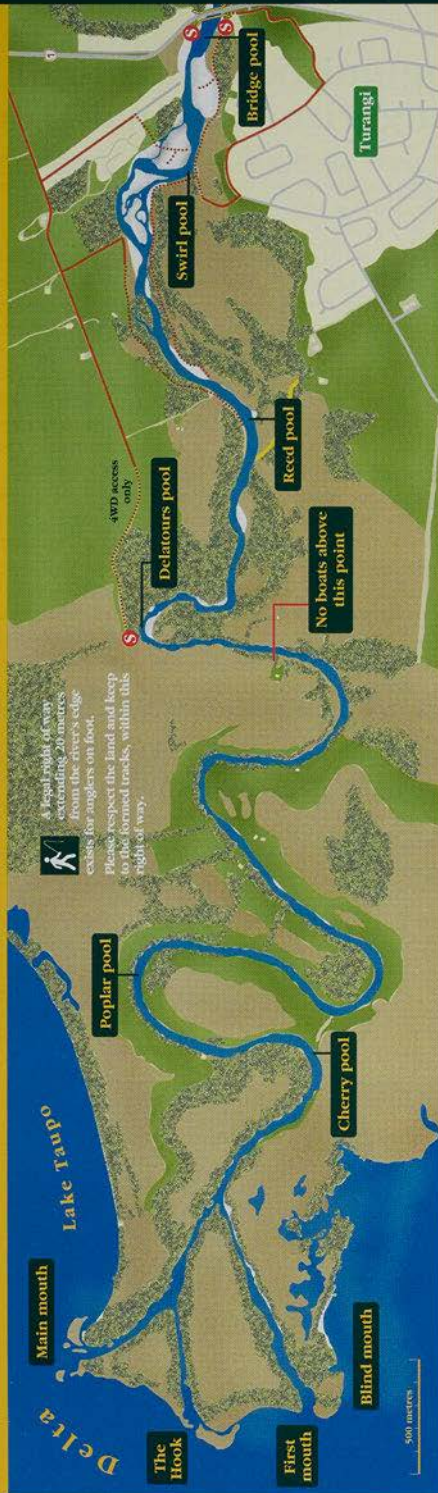 Main mouth
Delta
Lake Taupo
The
Hook
First
mouth
Blind mouth
500 metres
Poplar pool
Cherry pool
A legal right of way
extending 20 metres
from the river's edge
exists for anglers on foot.
Please respect the land and keep
to the formed tracks, within this
right of way.
No boats above
this point
Delatours pool
S
4WD access
only
Reed pool
Swirl pool
Bridge pool
S
S
1
Turangi